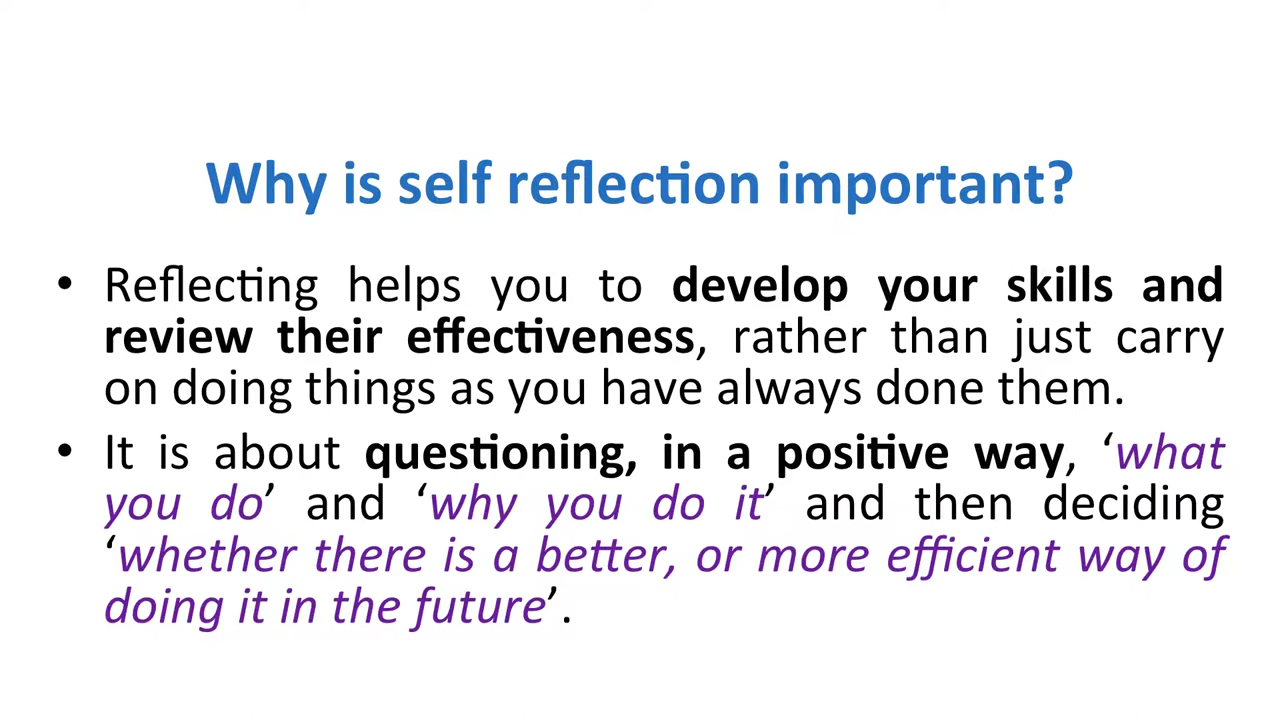 Why is self reflection important?
• Reflecting helps you to develop your skills and
review their effectiveness, rather than just carry
on doing things as you have always done them.
• It is about questioning, in a positive way, ‘what
you do’ and ‘why you do it’ and then deciding
‘whether there is a better, or more efficient way of
doing it in the future’.